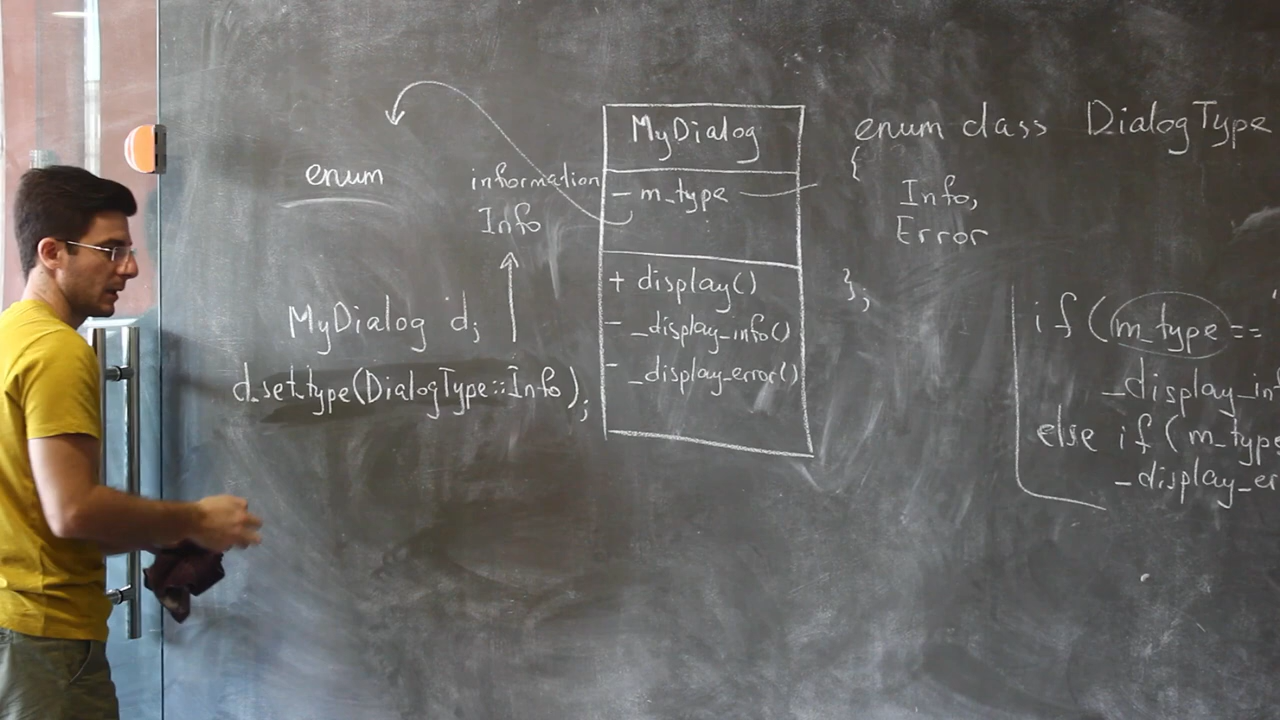 enum
information
Info
MyDialog d;
d.set_type(DialogType::Info);
MyDialog
- m_type
+ display()
- _display_info()
- _display_error()
enum class DialogType
{
Info,
Error
};
if (m_type ==
_display_inf
else if (m_type
_display_er